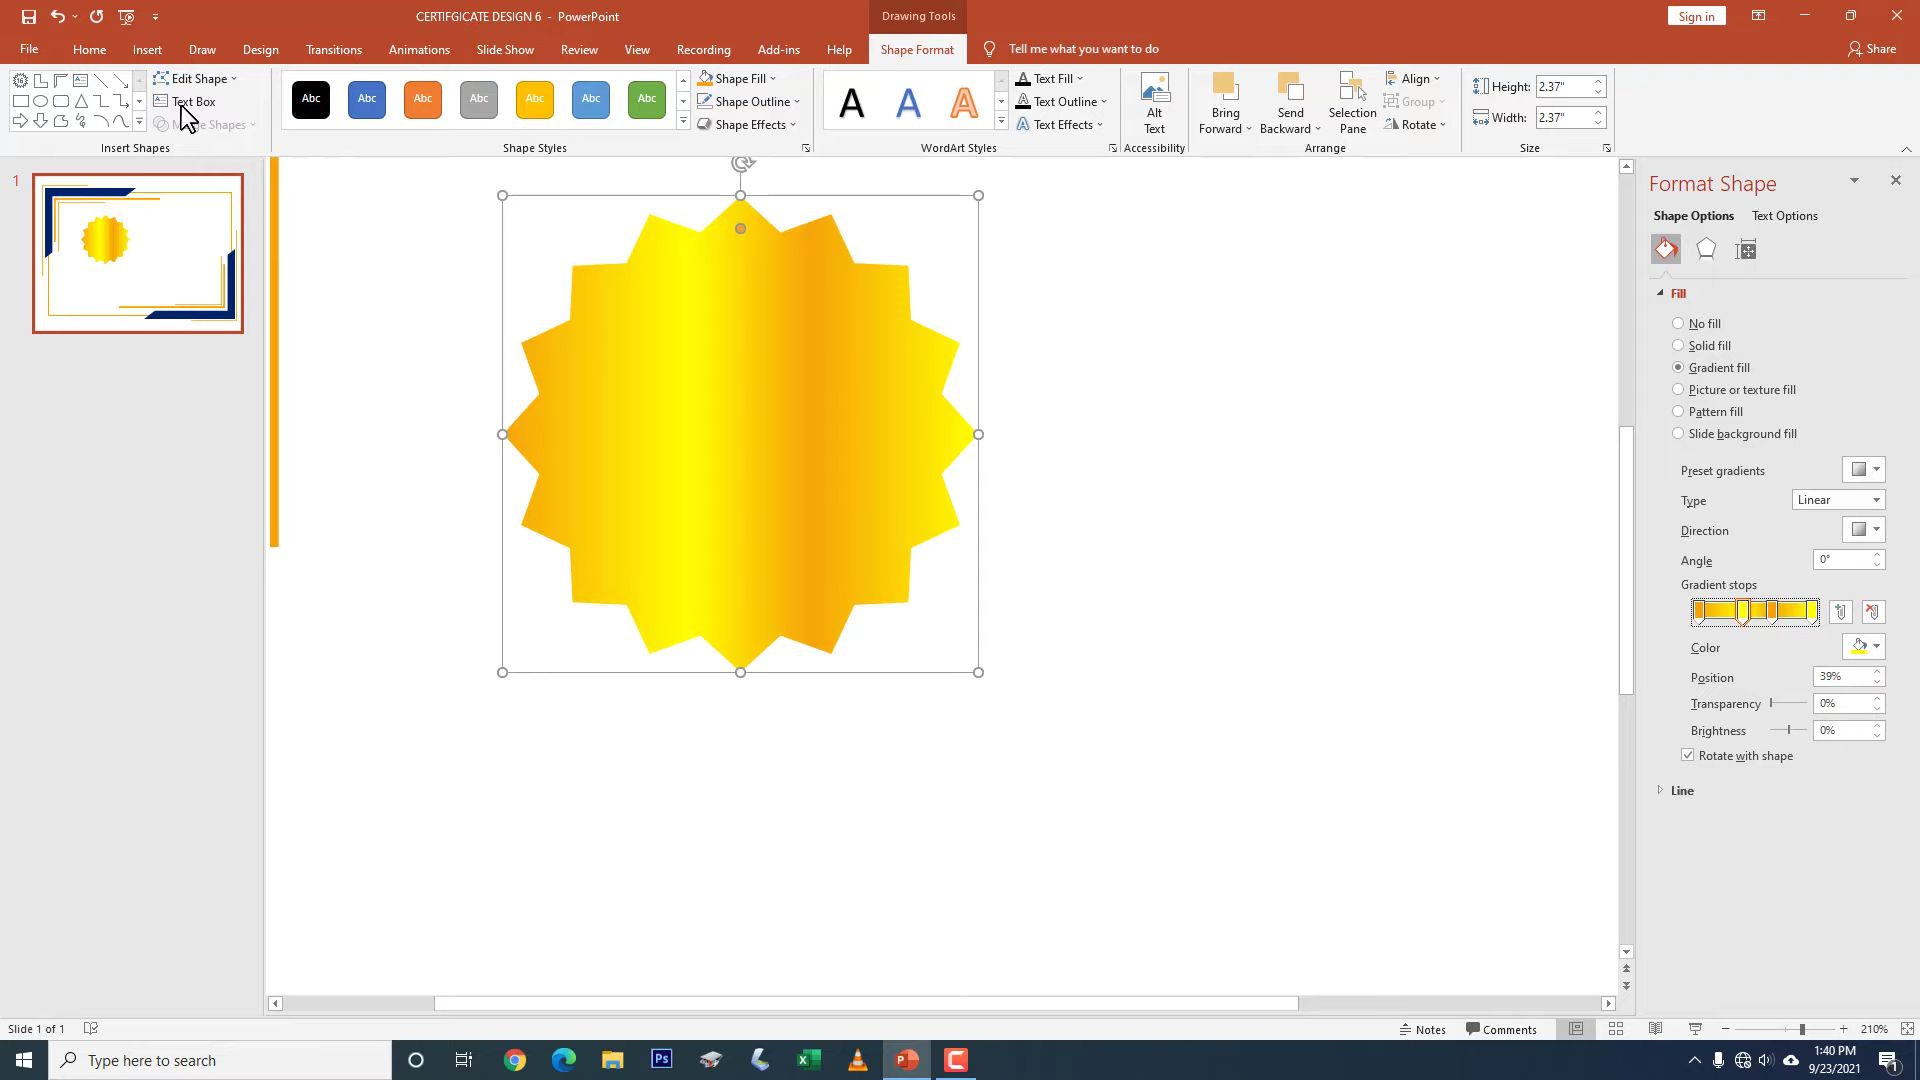 CERTIFGICATE DESIGN 6 - PowerPoint
Drawing Tools
Sign in
File
Home
Insert
Draw
Design
Transitions
Animations
Slide Show
Review
View
Recording
Add-ins
Help
Shape Format
Tell me what you want to do
Share
Edit Shape
Text Box
Merge Shapes
Insert Shapes
Abc
Abc
Abc
Abc
Abc
Abc
Abc
Shape Fill
Shape Outline
Shape Effects
Shape Styles
A
A
A
Text Fill
Text Outline
Text Effects
WordArt Styles
Alt
Text
Accessibility
Bring
Forward
Send
Backward
Selection
Pane
Align
Group
Rotate
Arrange
Height:
2.37"
Width:
2.37"
Size
1
Format Shape
Shape Options
Text Options
Fill
No fill
Solid fill
Gradient fill
Picture or texture fill
Pattern fill
Slide background fill
Preset gradients
Type
Linear
Direction
Angle
0°
Gradient stops
Color
Position
39%
Transparency
0%
Brightness
0%
Rotate with shape
Line
Slide 1 of 1
Notes
Comments
210%
Type here to search
Ps
1:40 PM
9/23/2021
1